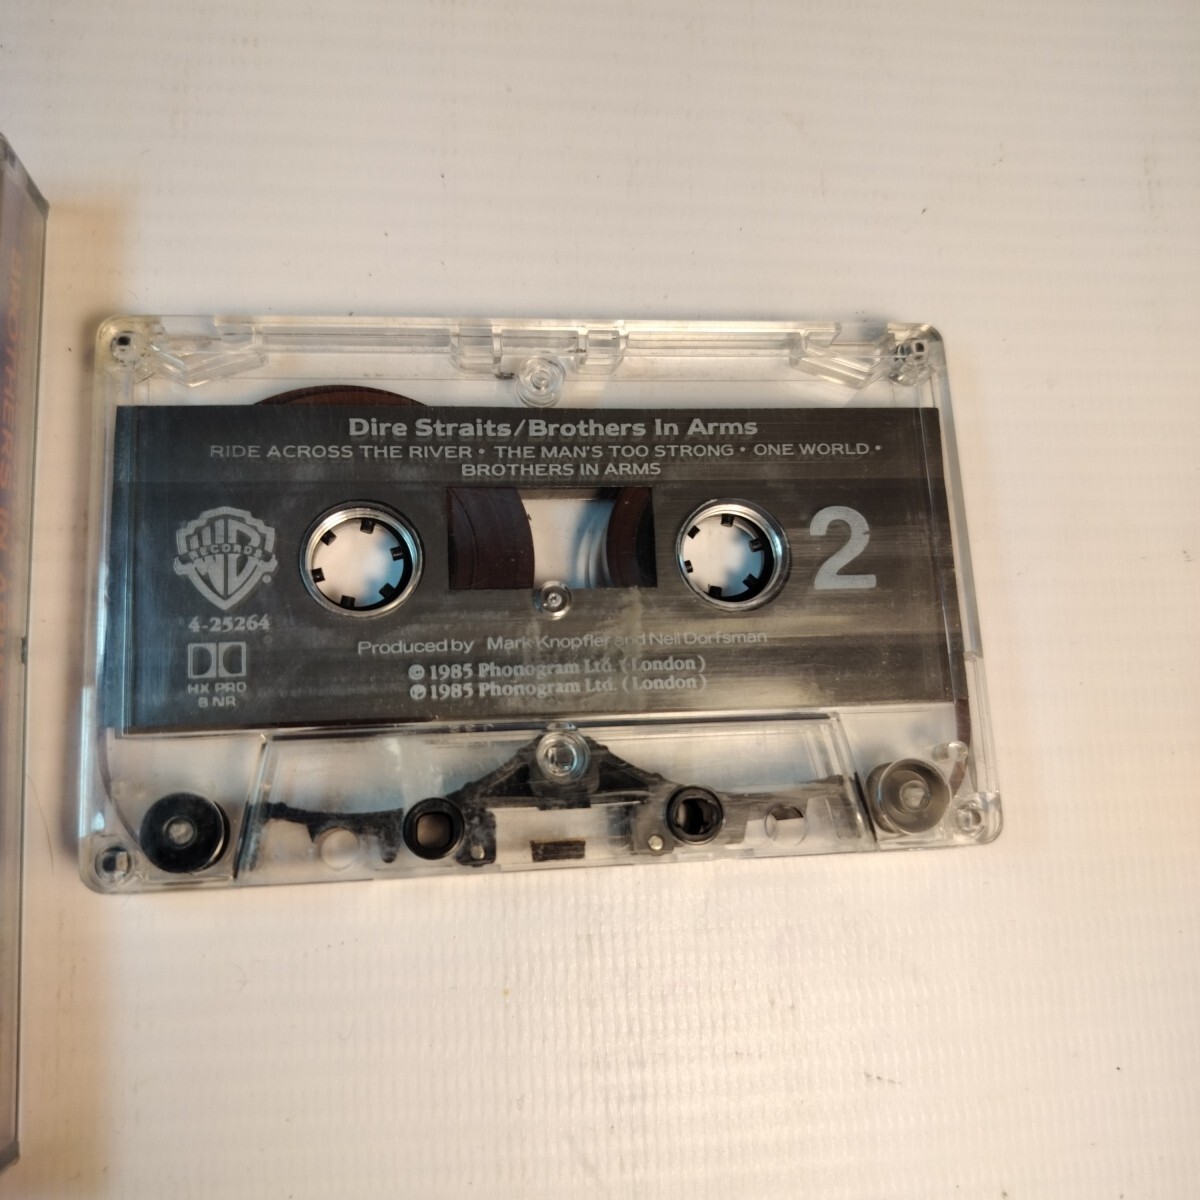 Dire Straits/Brothers In Arms
RIDE ACROSS THE RIVER • THE MAN'S TOO STRONG • ONE WORLD •
BROTHERS IN ARMS
WB
RECORDS
®
2
4-25264
HX PRO
B NR
Produced by Mark Knopfler and Neil Dorfsman
© 1985 Phonogram Ltd. (London)
℗ 1985 Phonogram Ltd. (London)
BROTHERS IN